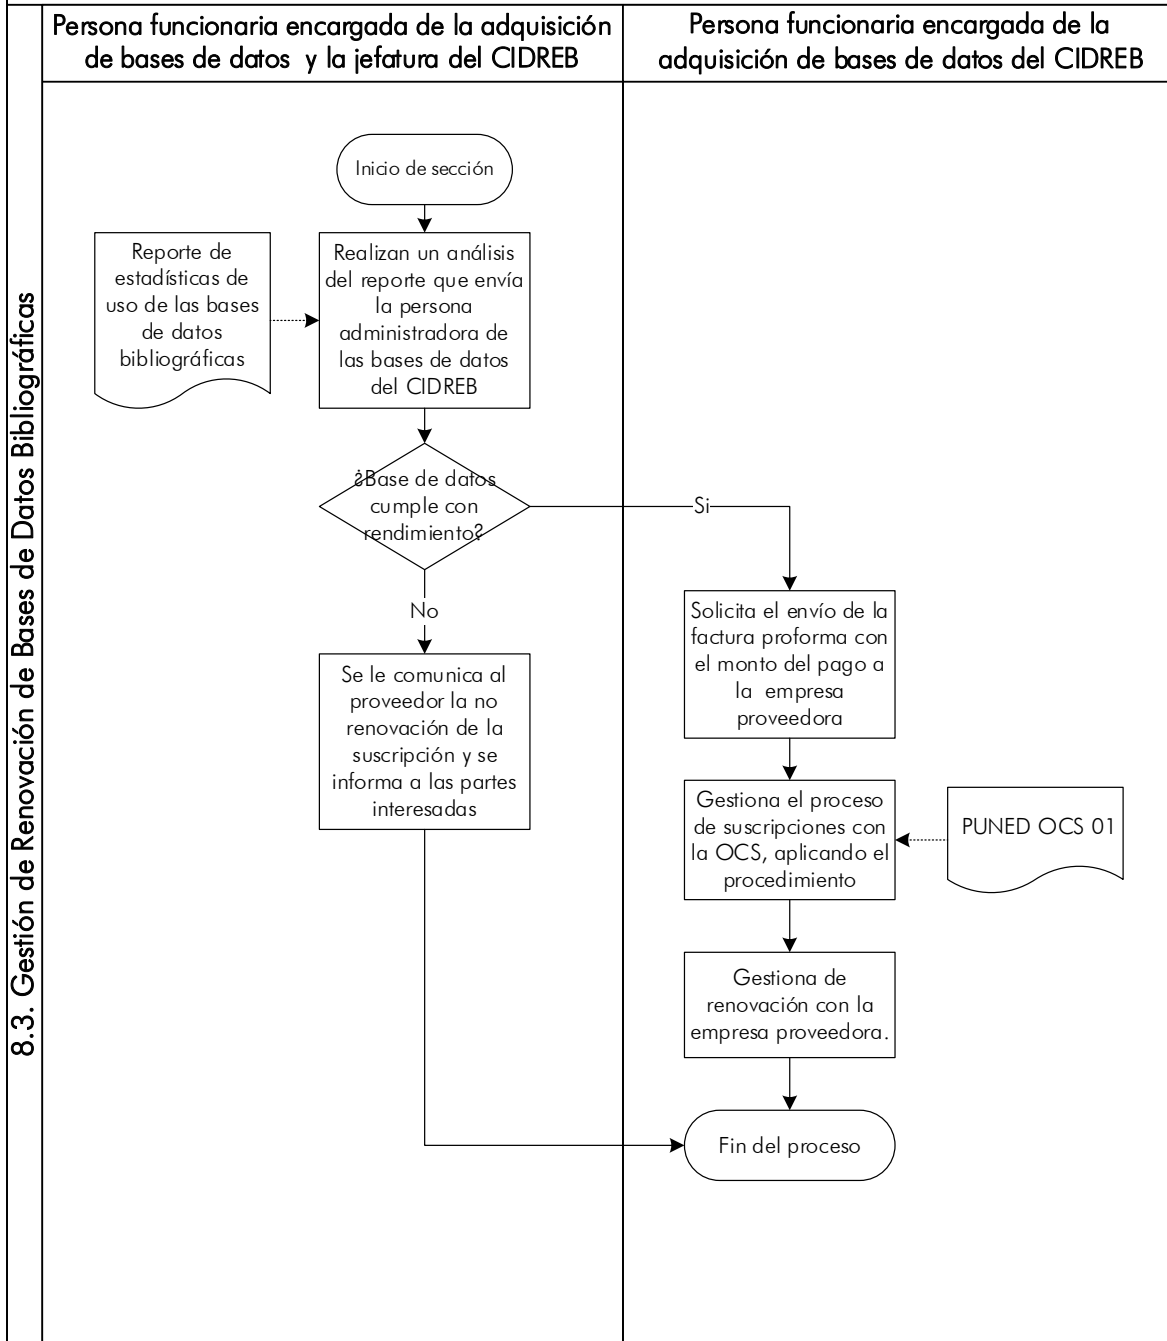 Persona funcionaria encargada de la adquisición
de bases de datos y la jefatura del CIDREB
Persona funcionaria encargada de la
adquisición de bases de datos del CIDREB
8.3. Gestión de Renovación de Bases de Datos Bibliográficas
Inicio de sección
Reporte de
estadísticas de
uso de las bases
de datos
bibliográficas
Realizan un análisis
del reporte que envía
la persona
administradora de
las bases de datos
del CIDREB
¿Base de datos
cumple con
rendimiento?
Si
No
Se le comunica al
proveedor la no
renovación de la
suscripción y se
informa a las partes
interesadas
Solicita el envío de la
factura proforma con
el monto del pago a
la empresa
proveedora
Gestiona el proceso
de suscripciones con
la OCS, aplicando el
procedimiento
PUNED OCS 01
Gestiona de
renovación con la
empresa proveedora.
Fin del proceso